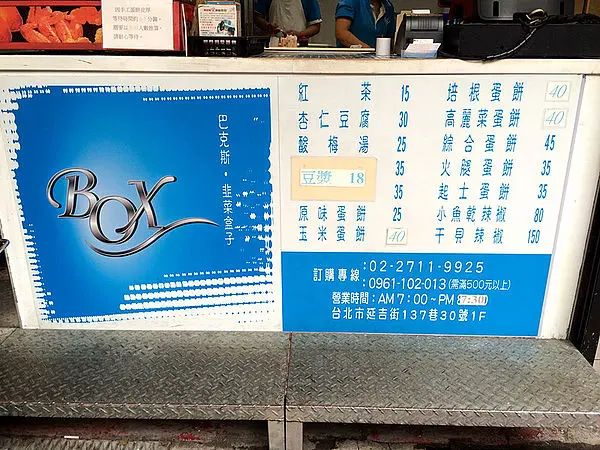 BOX
巴克斯・韭菜盒子
紅茶 15
杏仁豆腐 30
酸梅湯 25
35
豆漿 18
35
原味蛋餅 25
玉米蛋餅 40
培根蛋餅 40
高麗菜蛋餅 40
綜合蛋餅 45
火腿蛋餅 35
起士蛋餅 35
小魚乾辣椒 80
干貝辣椒 150
訂購專線:02-2711-9925
:0961-102-013(需滿500元以上)
營業時間:AM7:00~PM 7:30
台北市延吉街137巷30號1F